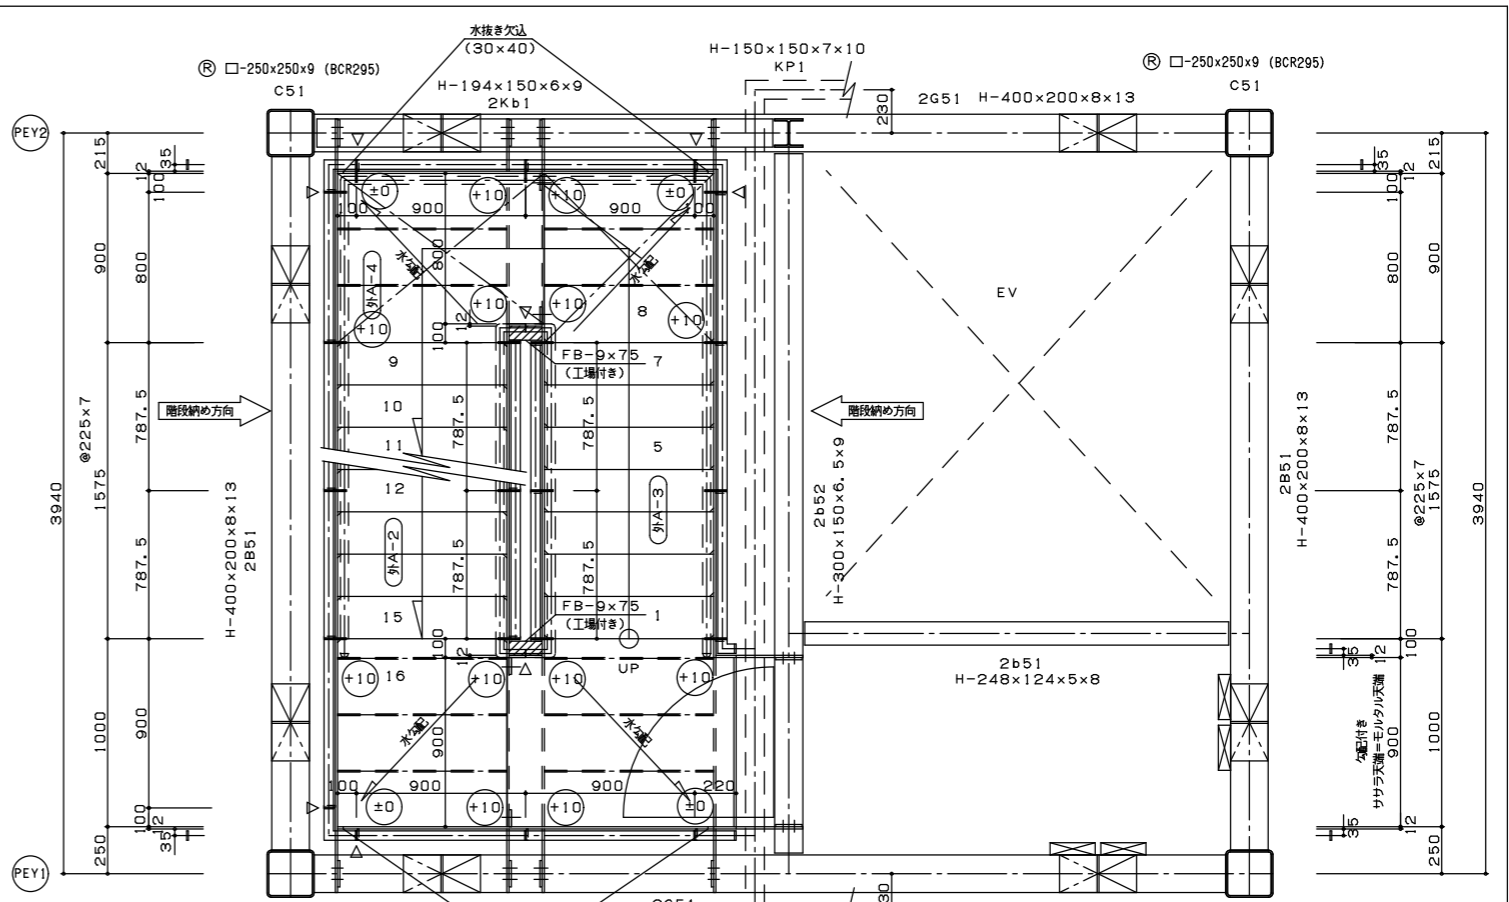 水抜き欠込
(30×40)
Ⓡ □-250x250x9 (BCR295)
C51
H-194×150×6×9
2Kb1
H-150×150×7×10
KP1
230
2G51 H-400×200×8×13
Ⓡ □-250x250x9 (BCR295)
C51
PEY2
215
12
35
100
900
800
@225×7
1575
787.5
787.5
3940
1000
900
100
12
35
250
PEY1
階段納め方向
H-400×200×8×13
2B51
±0
+10
+10
±0
100
900
900
100
水勾配
水勾配
800
外A-4
+10
+10
+10
+10
12
100
8
FB-9×75
(工場付き)
7
9
10
11
12
15
16
5
1
787.5
787.5
787.5
787.5
外A-2
外A-3
FB-9×75
(工場付き)
100
12
UP
+10
+10
+10
+10
水勾配
水勾配
900
100
900
900
220
±0
+10
+10
±0
EV
階段納め方向
2b52
H-300×150×6.5×9
2b51
H-248×124×5×8
2B51
H-400×200×8×13
35
12
215
100
800
900
787.5
787.5
@225×7
1575
3940
100
12
35
勾配付き
ササラ天端=モルタル天端
900
1000
35
12
250
30